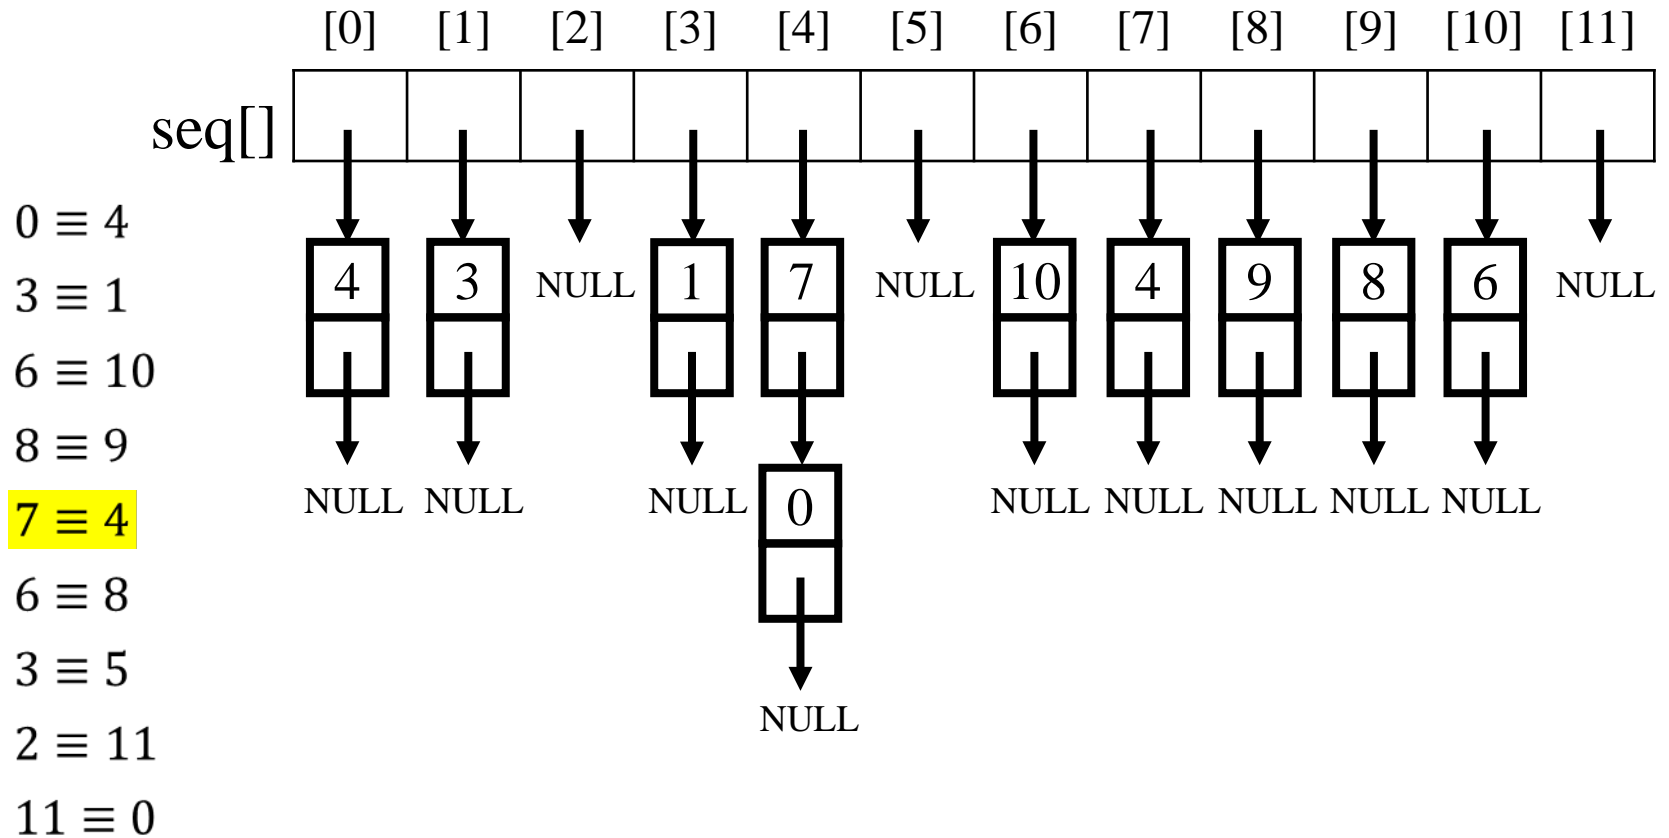 [0] [1] [2] [3] [4] [5] [6] [7] [8] [9] [10] [11]
seq[]
0 ≡ 4
3 ≡ 1
6 ≡ 10
8 ≡ 9
7 ≡ 4
6 ≡ 8
3 ≡ 5
2 ≡ 11
11 ≡ 0
4 3 NULL 1 7 NULL 10 4 9 8 6 NULL
NULL NULL NULL 0 NULL NULL NULL NULL NULL
NULL